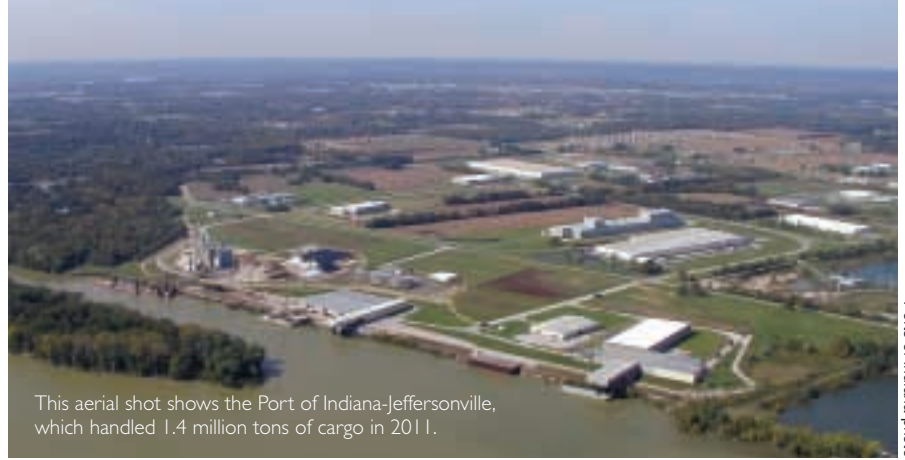 This aerial shot shows the Port of Indiana-Jeffersonville,
which handled 1.4 million tons of cargo in 2011.